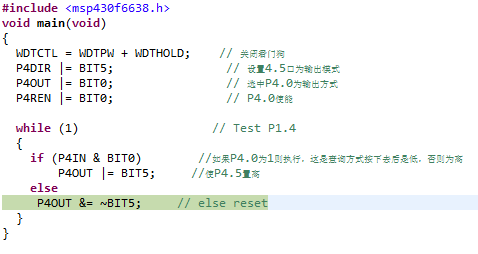 #include <msp430f6638.h>
void main(void)
{
WDTCTL = WDTPW + WDTHOLD; // 关闭看门狗
P4DIR |= BIT5; // 设置4.5口为输出模式
P4OUT |= BIT0; // 选中P4.0为输出方式
P4REN |= BIT0; // P4.0使能
while (1) // Test P1.4
{
if (P4IN & BIT0) //如果P4.0为1则执行，这是查询方式按下去后是低，否则为高
P4OUT |= BIT5; //使P4.5置高
else
P4OUT &= ~BIT5; // else reset
}
}